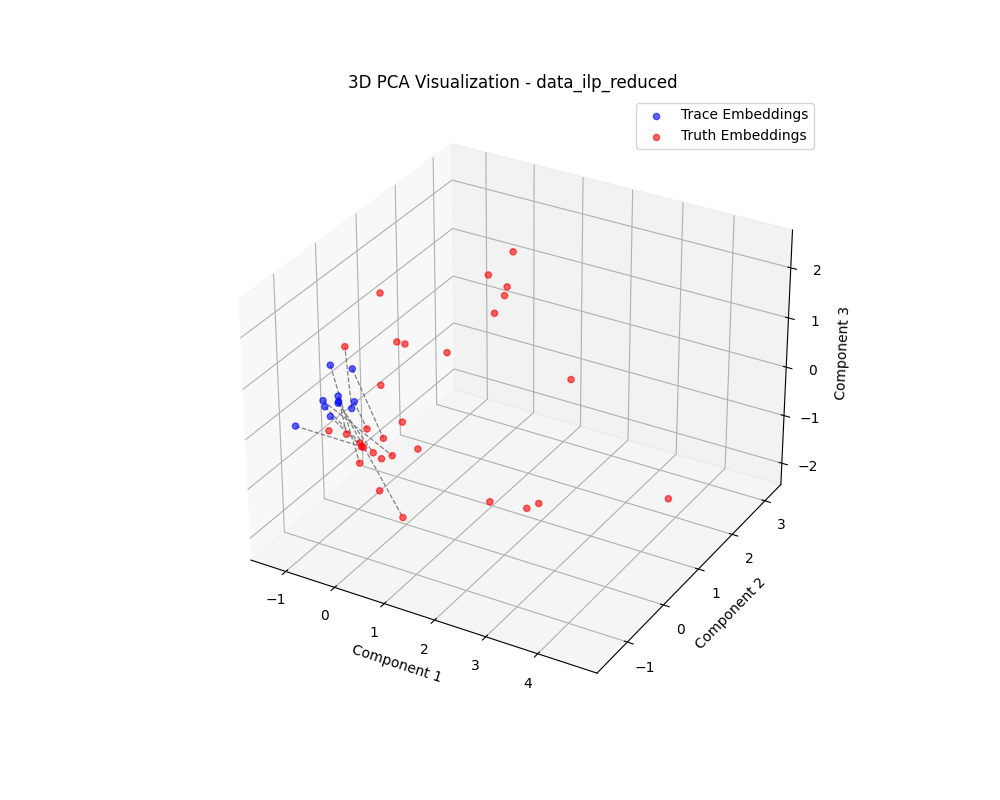 3D PCA Visualization - data_ilp_reduced
Trace Embeddings
Truth Embeddings
2
1
0
−1
−2
Component 3
3
2
1
0
−1
Component 2
−1
0
1
2
3
4
Component 1